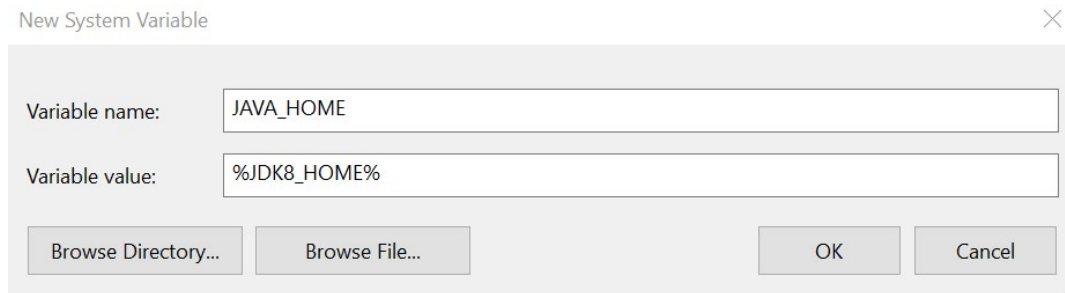 New System Variable
Variable name:
JAVA_HOME
Variable value:
%JDK8_HOME%
Browse Directory...
Browse File...
OK
Cancel